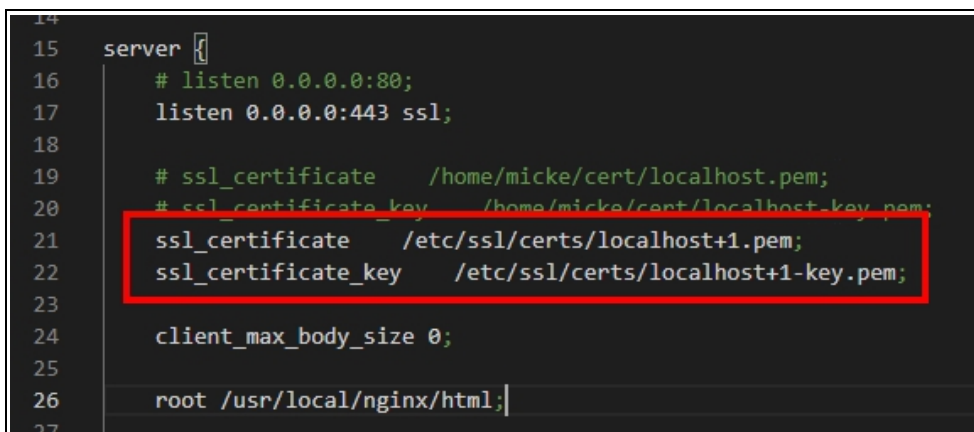 14
15 server {
16 # listen 0.0.0.0:80;
17 listen 0.0.0.0:443 ssl;
18
19 # ssl_certificate /home/micke/cert/localhost.pem;
20 # ssl_certificate_key /home/micke/cert/localhost-key.pem;
21 ssl_certificate /etc/ssl/certs/localhost+1.pem;
22 ssl_certificate_key /etc/ssl/certs/localhost+1-key.pem;
23
24 client_max_body_size 0;
25
26 root /usr/local/nginx/html;
27